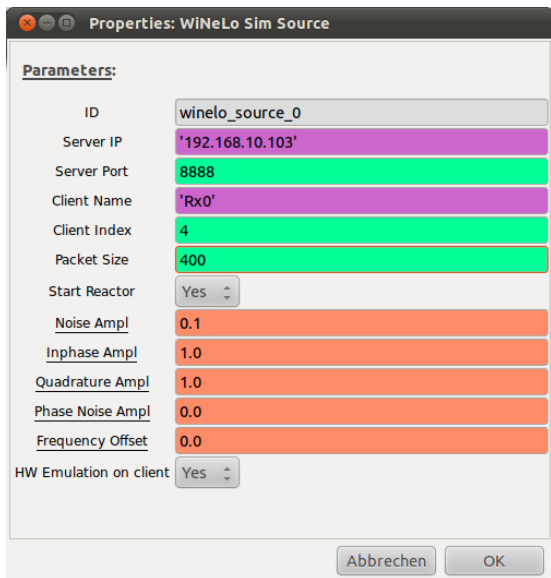 Properties: WiNeLo Sim Source
Parameters:
ID winelo_source_0
Server IP '192.168.10.103'
Server Port 8888
Client Name 'Rx0'
Client Index 4
Packet Size 400
Start Reactor Yes
Noise Ampl 0.1
Inphase Ampl 1.0
Quadrature Ampl 1.0
Phase Noise Ampl 0.0
Frequency Offset 0.0
HW Emulation on client Yes
Abbrechen OK